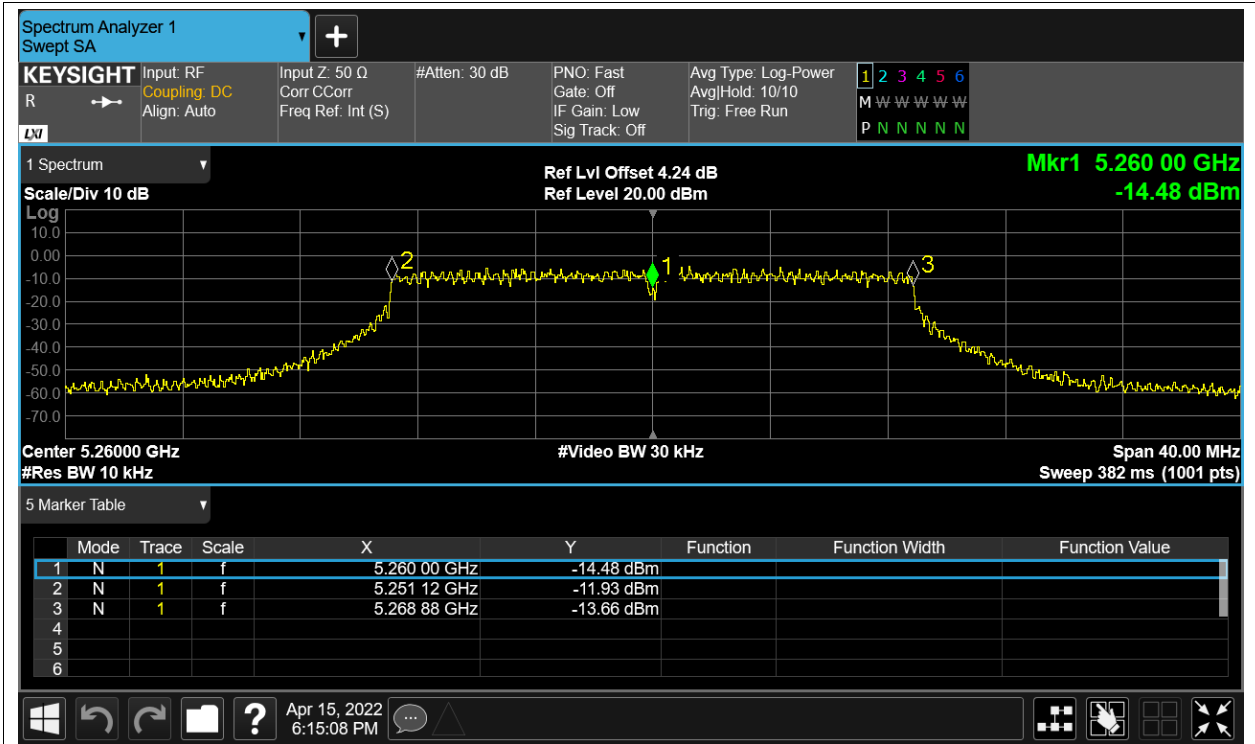 Spectrum Analyzer 1
Swept SA
KEYSIGHT
R
LXI
Input: RF
Coupling: DC
Align: Auto
Input Z: 50 Ω
Corr CCorr
Freq Ref: Int (S)
#Atten: 30 dB
PNO: Fast
Gate: Off
IF Gain: Low
Sig Track: Off
Avg Type: Log-Power
Avg|Hold: 10/10
Trig: Free Run
1 2 3 4 5 6
M W W W W W
P N N N N N
1 Spectrum
Scale/Div 10 dB
Ref Lvl Offset 4.24 dB
Ref Level 20.00 dBm
Mkr1 5.260 00 GHz
-14.48 dBm
Log
10.0
0.00
-10.0
-20.0
-30.0
-40.0
-50.0
-60.0
-70.0
2
1
3
Center 5.26000 GHz
#Video BW 30 kHz
Span 40.00 MHz
#Res BW 10 kHz
Sweep 382 ms (1001 pts)
5 Marker Table
Mode Trace Scale X Y Function Function Width Function Value
1 N 1 f 5.260 00 GHz -14.48 dBm
2 N 1 f 5.251 12 GHz -11.93 dBm
3 N 1 f 5.268 88 GHz -13.66 dBm
4
5
6
?
Apr 15, 2022
6:15:08 PM